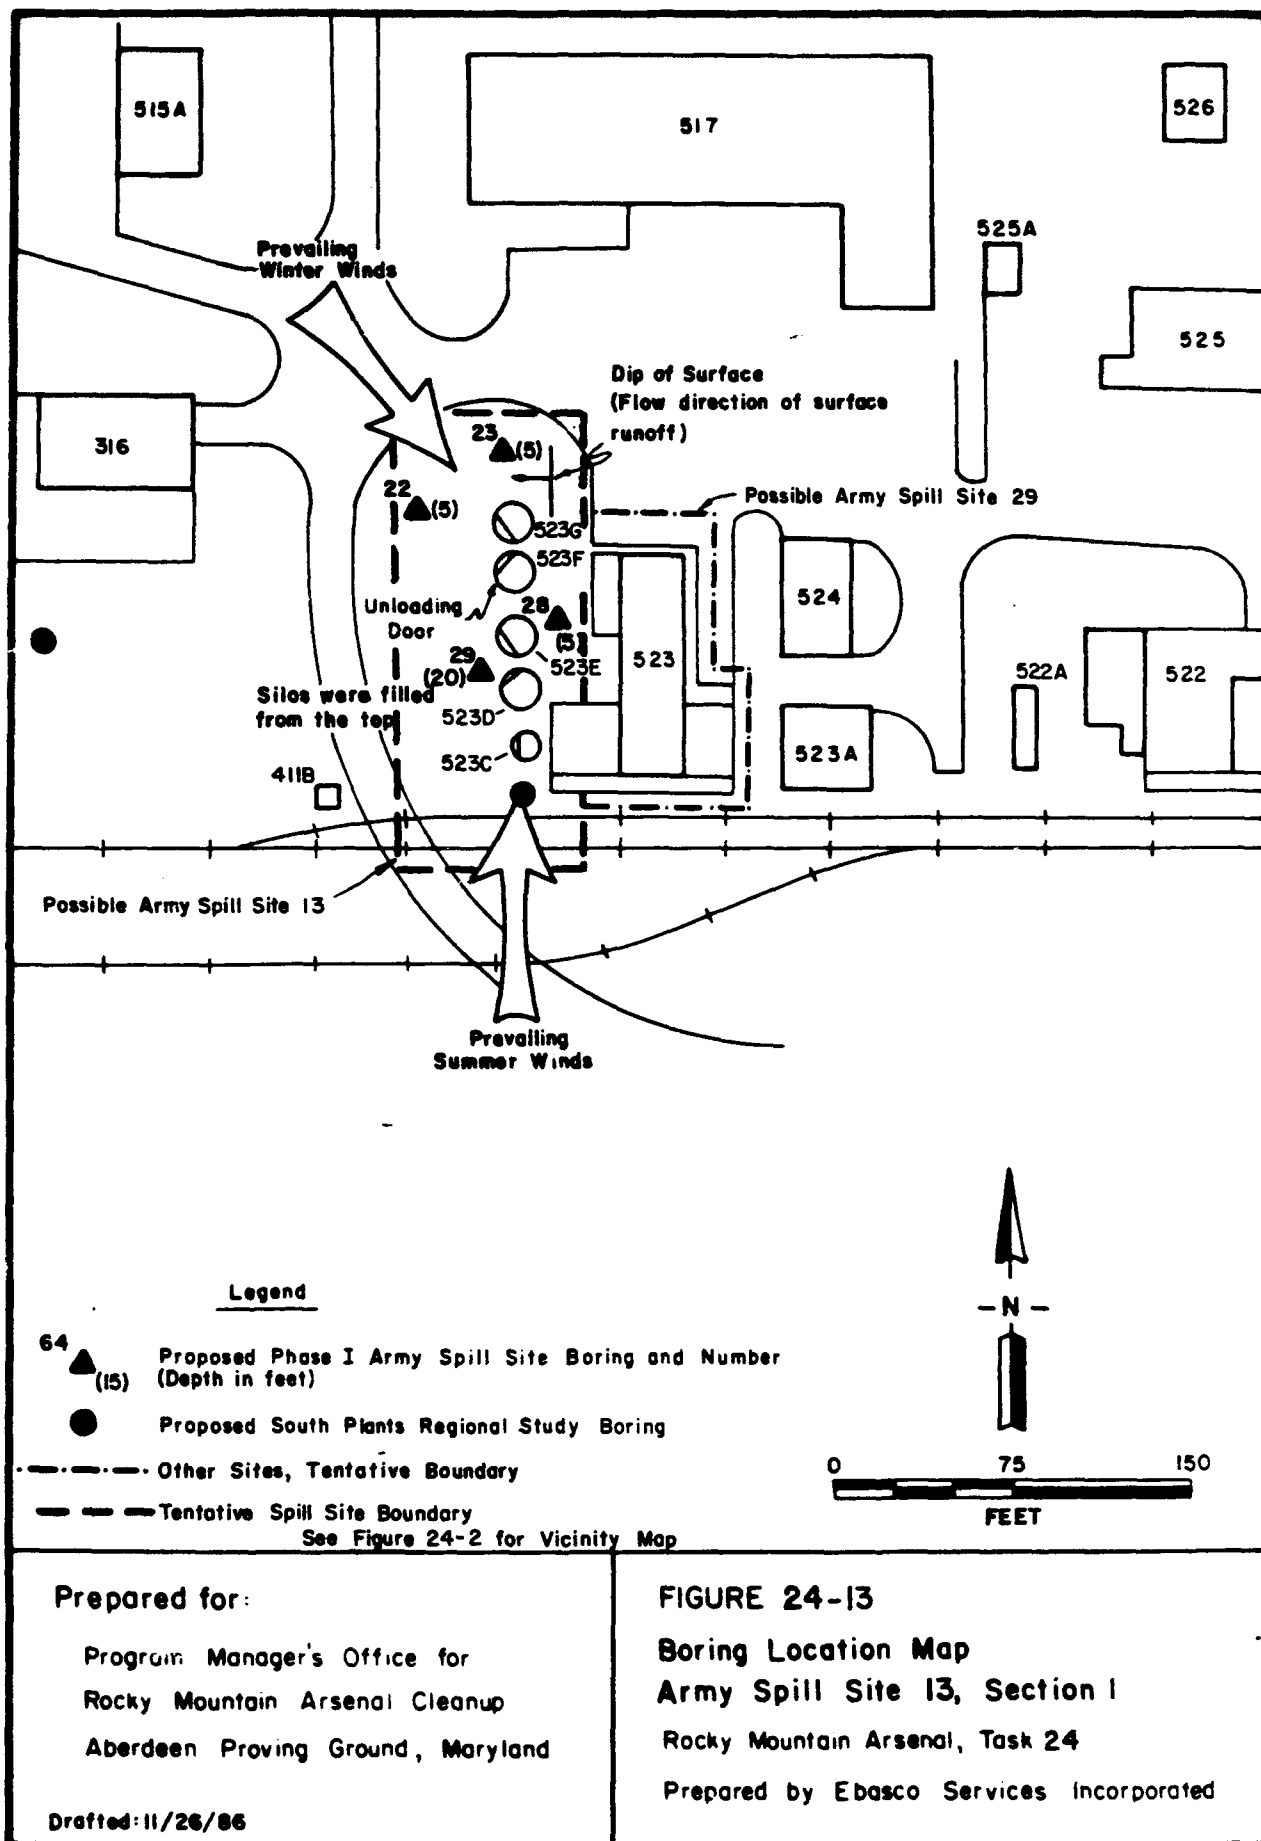 515A
517
526
525A
Prevailing
Winter Winds
525
Dip of Surface
(Flow direction of surface
runoff)
316
23
(5)
22
(5)
Possible Army Spill Site 29
523G
523F
Unloading
Door
28
(5)
524
523
523E
29
(20)
522A
522
Silos were filled
from the top
523D
523C
523A
411B
Possible Army Spill Site 13
Prevailing
Summer Winds
Legend
64
(15)
Proposed Phase I Army Spill Site Boring and Number
(Depth in feet)
Proposed South Plants Regional Study Boring
Other Sites, Tentative Boundary
Tentative Spill Site Boundary
See Figure 24-2 for Vicinity Map
- N -
0 75 150
FEET
Prepared for:
Program Manager's Office for
Rocky Mountain Arsenal Cleanup
Aberdeen Proving Ground, Maryland
Drafted: 11/26/86
FIGURE 24-13
Boring Location Map
Army Spill Site 13, Section 1
Rocky Mountain Arsenal, Task 24
Prepared by Ebasco Services Incorporated